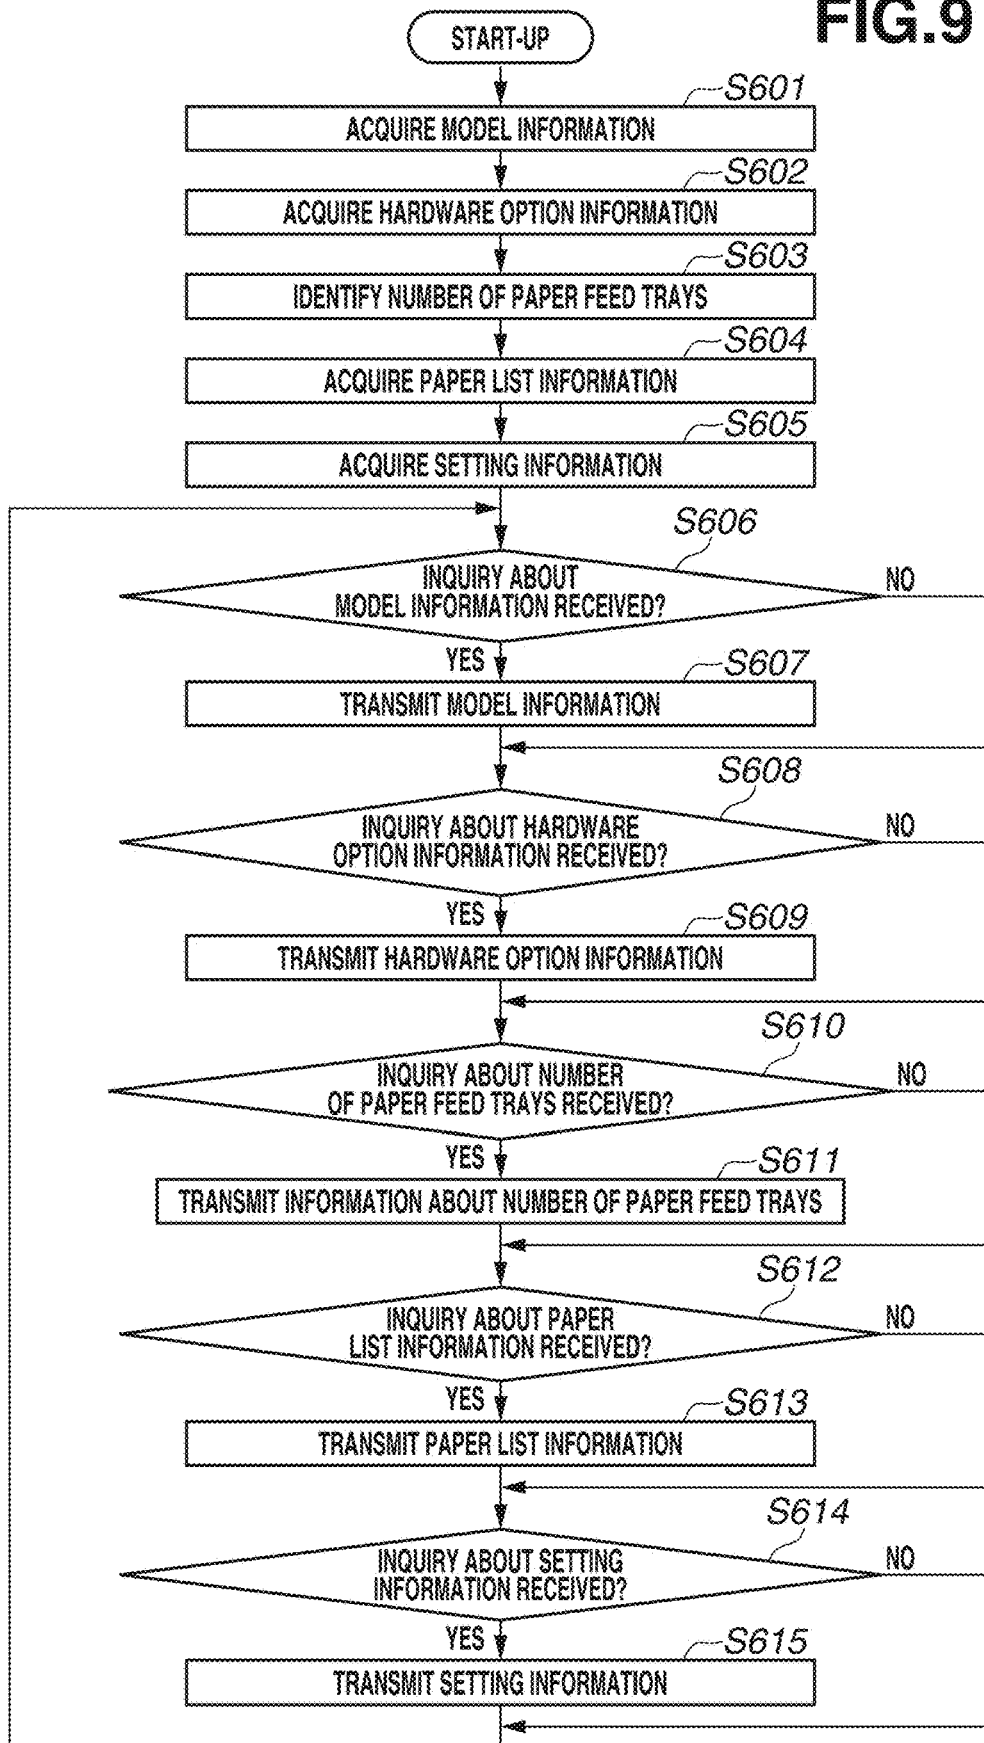 FIG.9
START-UP
S601
ACQUIRE MODEL INFORMATION
S602
ACQUIRE HARDWARE OPTION INFORMATION
S603
IDENTIFY NUMBER OF PAPER FEED TRAYS
S604
ACQUIRE PAPER LIST INFORMATION
S605
ACQUIRE SETTING INFORMATION
S606
INQUIRY ABOUT
MODEL INFORMATION RECEIVED?
NO
YES
S607
TRANSMIT MODEL INFORMATION
S608
INQUIRY ABOUT HARDWARE
OPTION INFORMATION RECEIVED?
NO
YES
S609
TRANSMIT HARDWARE OPTION INFORMATION
S610
INQUIRY ABOUT NUMBER
OF PAPER FEED TRAYS RECEIVED?
NO
YES
S611
TRANSMIT INFORMATION ABOUT NUMBER OF PAPER FEED TRAYS
S612
INQUIRY ABOUT PAPER
LIST INFORMATION RECEIVED?
NO
YES
S613
TRANSMIT PAPER LIST INFORMATION
S614
INQUIRY ABOUT SETTING
INFORMATION RECEIVED?
NO
YES
S615
TRANSMIT SETTING INFORMATION